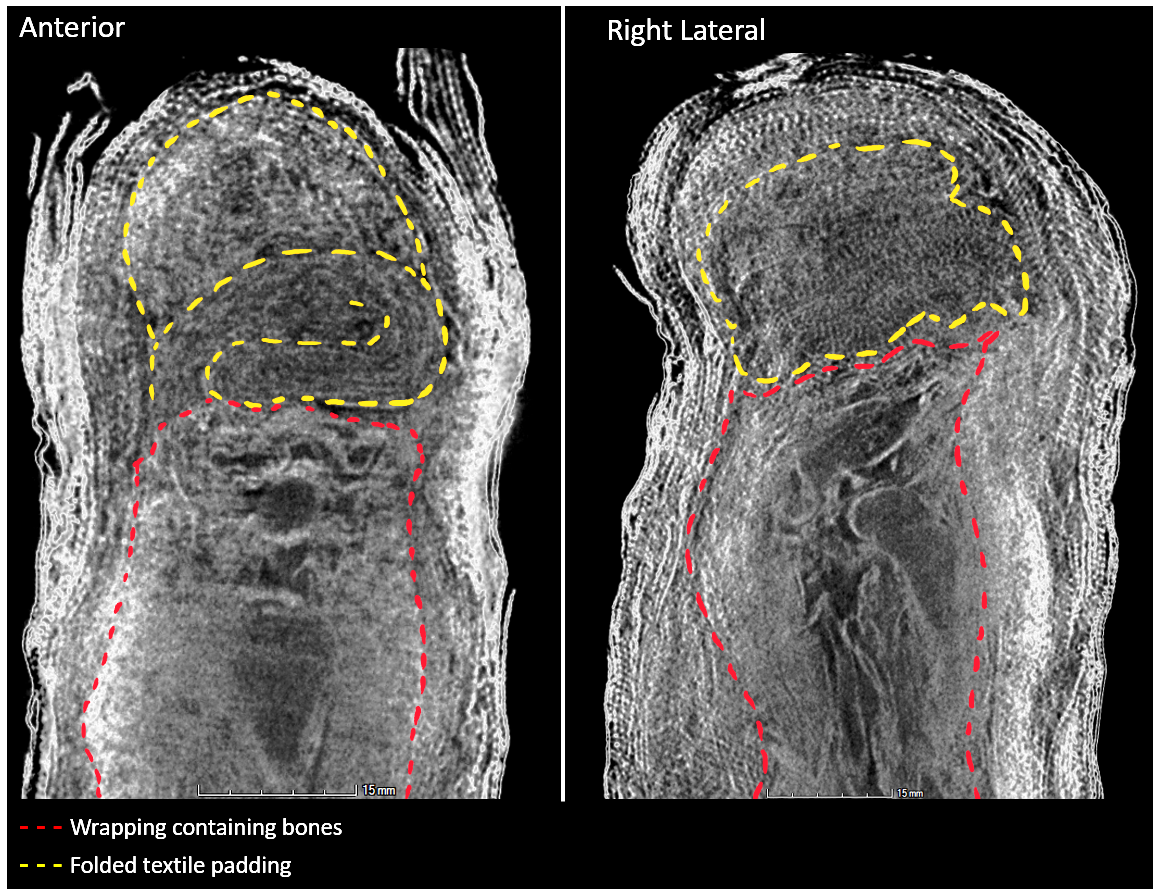 Anterior
Right Lateral
15 mm
15 mm
Wrapping containing bones
Folded textile padding